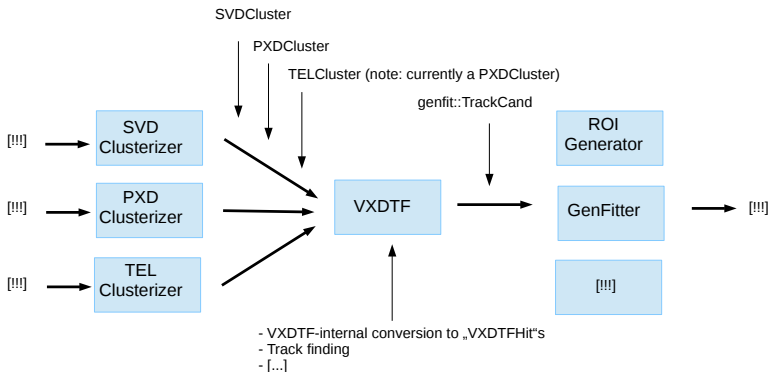 SVDCluster
PXDCluster
TELCluster (note: currently a PXDCluster)
genfit::TrackCand
[!!!]
SVD
Clusterizer
ROI
Generator
[!!!]
PXD
Clusterizer
VXDTF
GenFitter
[!!!]
[!!!]
TEL
Clusterizer
[!!!]
- VXDTF-internal conversion to „VXDTFHit“s
- Track finding
- [...]